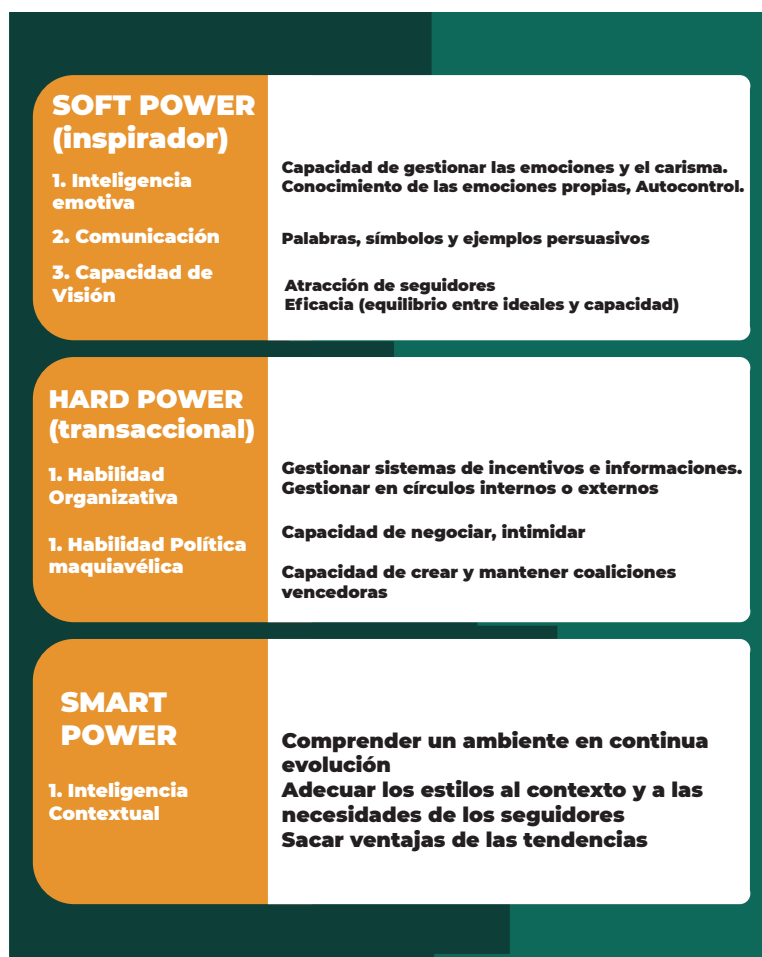 SOFT POWER
(inspirador)
1. Inteligencia
emotiva
Capacidad de gestionar las emociones y el carisma.
Conocimiento de las emociones propias, Autocontrol.
2. Comunicación
Palabras, símbolos y ejemplos persuasivos
3. Capacidad de
Visión
Atracción de seguidores
Eficacia (equilibrio entre ideales y capacidad)
HARD POWER
(transaccional)
1. Habilidad
Organizativa
Gestionar sistemas de incentivos e informaciones.
Gestionar en círculos internos o externos
1. Habilidad Política
maquiavélica
Capacidad de negociar, intimidar
Capacidad de crear y mantener coaliciones
vencedoras
SMART
POWER
1. Inteligencia
Contextual
Comprender un ambiente en continua
evolución
Adecuar los estilos al contexto y a las
necesidades de los seguidores
Sacar ventajas de las tendencias